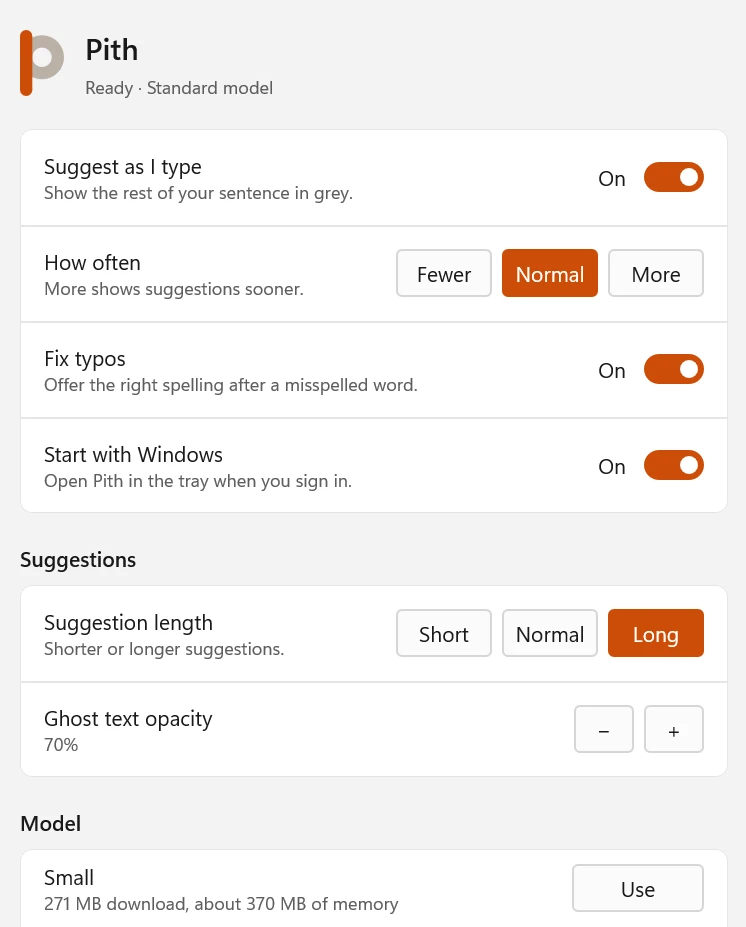 Pith
Ready · Standard model
Suggest as I type
On
Show the rest of your sentence in grey.
How often
Fewer
Normal
More
More shows suggestions sooner.
Fix typos
On
Offer the right spelling after a misspelled word.
Start with Windows
On
Open Pith in the tray when you sign in.
Suggestions
Suggestion length
Short
Normal
Long
Shorter or longer suggestions.
Ghost text opacity
70%
−
+
Model
Small
Use
271 MB download, about 370 MB of memory